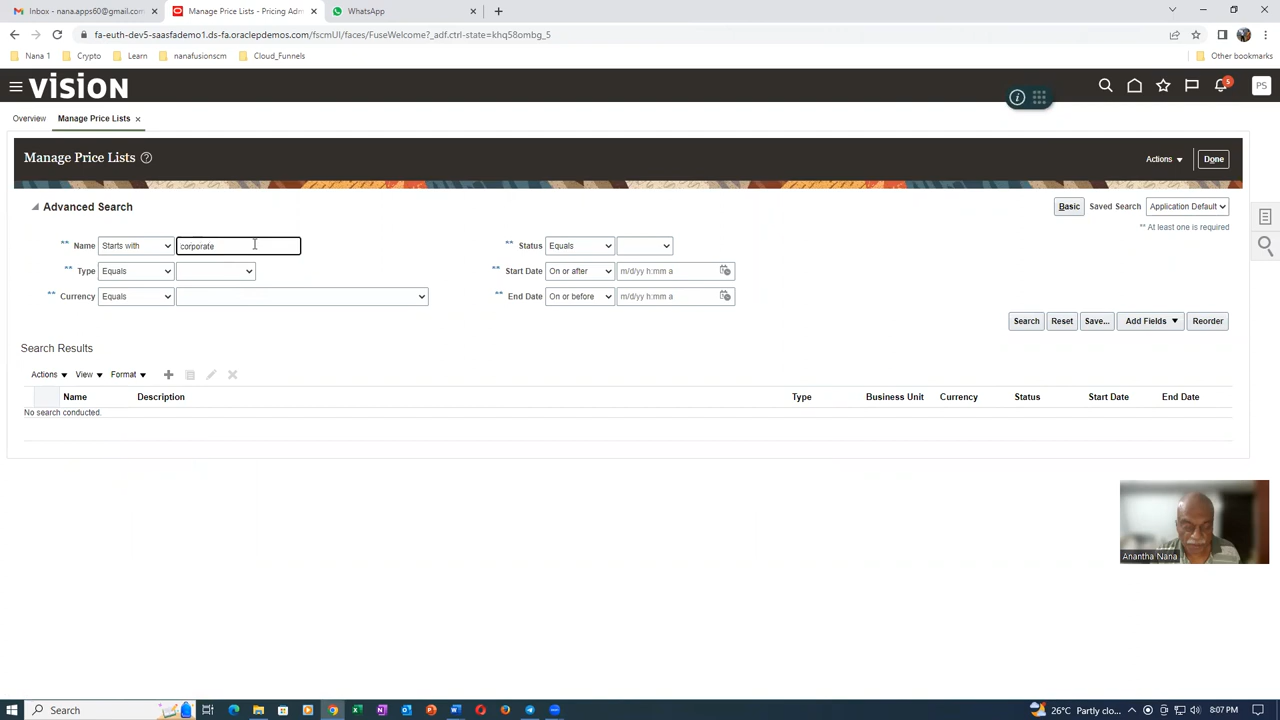 Inbox - nana.apps60@gmail.com
Manage Price Lists - Pricing Adm
WhatsApp
fa-euth-dev5-saasfademo1.ds-fa.oraclepdemos.com/fscmUI/faces/FuseWelcome?_adf.ctrl-state=khq58ombg_5
Nana 1
Crypto
Learn
nanafusionscm
Cloud_Funnels
Other bookmarks
VISION
5
PS
Overview
Manage Price Lists
Manage Price Lists
Actions
Done
Advanced Search
Basic
Saved Search
Application Default
** At least one is required
** Name
Starts with
corporate
** Status
Equals
** Type
Equals
** Start Date
On or after
m/d/yy h:mm a
** Currency
Equals
** End Date
On or before
m/d/yy h:mm a
Search
Reset
Save...
Add Fields
Reorder
Search Results
Actions
View
Format
Name
Description
Type
Business Unit
Currency
Status
Start Date
End Date
No search conducted.
Anantha Nana
Search
26°C Partly clo...
8:07 PM